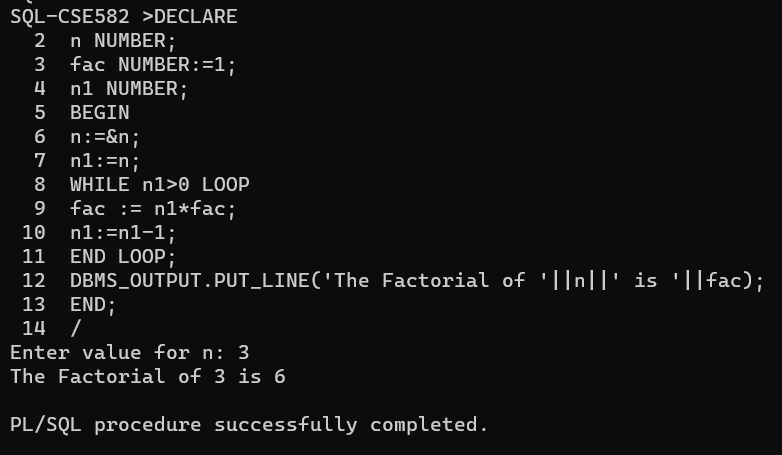 SQL-CSE582 >DECLARE
2 n NUMBER;
3 fac NUMBER:=1;
4 n1 NUMBER;
5 BEGIN
6 n:=&n;
7 n1:=n;
8 WHILE n1>0 LOOP
9 fac := n1*fac;
10 n1:=n1-1;
11 END LOOP;
12 DBMS_OUTPUT.PUT_LINE('The Factorial of '||n||' is '||fac);
13 END;
14 /
Enter value for n: 3
The Factorial of 3 is 6
PL/SQL procedure successfully completed.